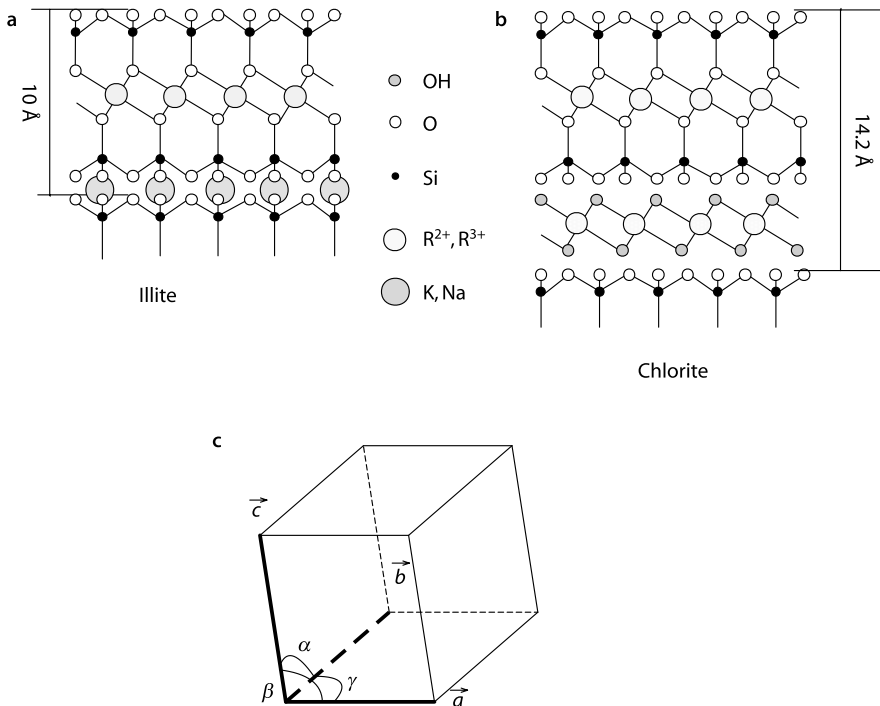 a
10 Å
Illite
OH
O
Si
R²⁺, R³⁺
K, Na
b
14.2 Å
Chlorite
c
c
b
α
β
γ
a